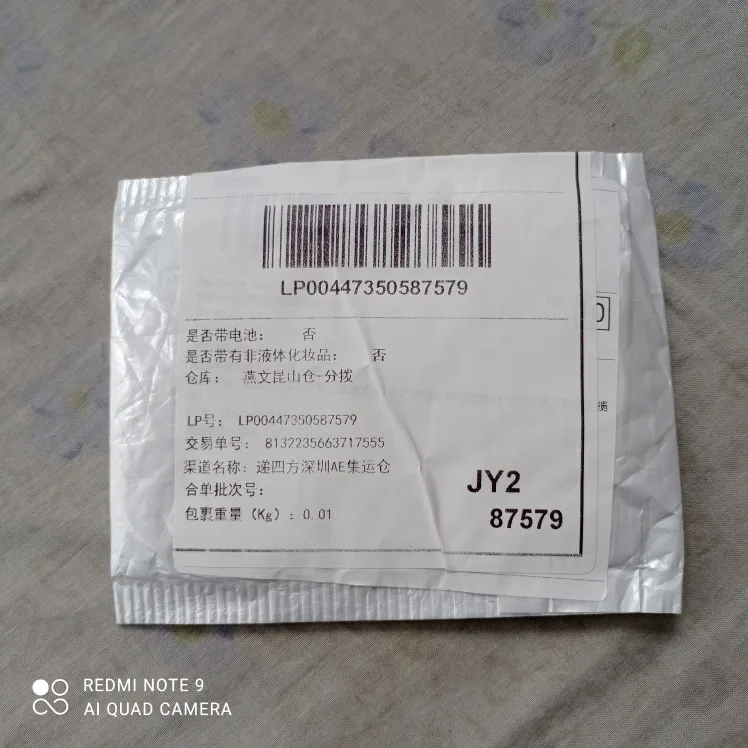 LP00447350587579
是否带电池： 否
是否带有非液体化妆品： 否
仓库： 燕文昆山仓-分拨
LP号： LP00447350587579
交易单号： 8132235663717555
渠道名称：递四方深圳AE集运仓
合单批次号：
包裹重量（Kg）：0.01
JY2
87579
揽
REDMI NOTE 9
AI QUAD CAMERA